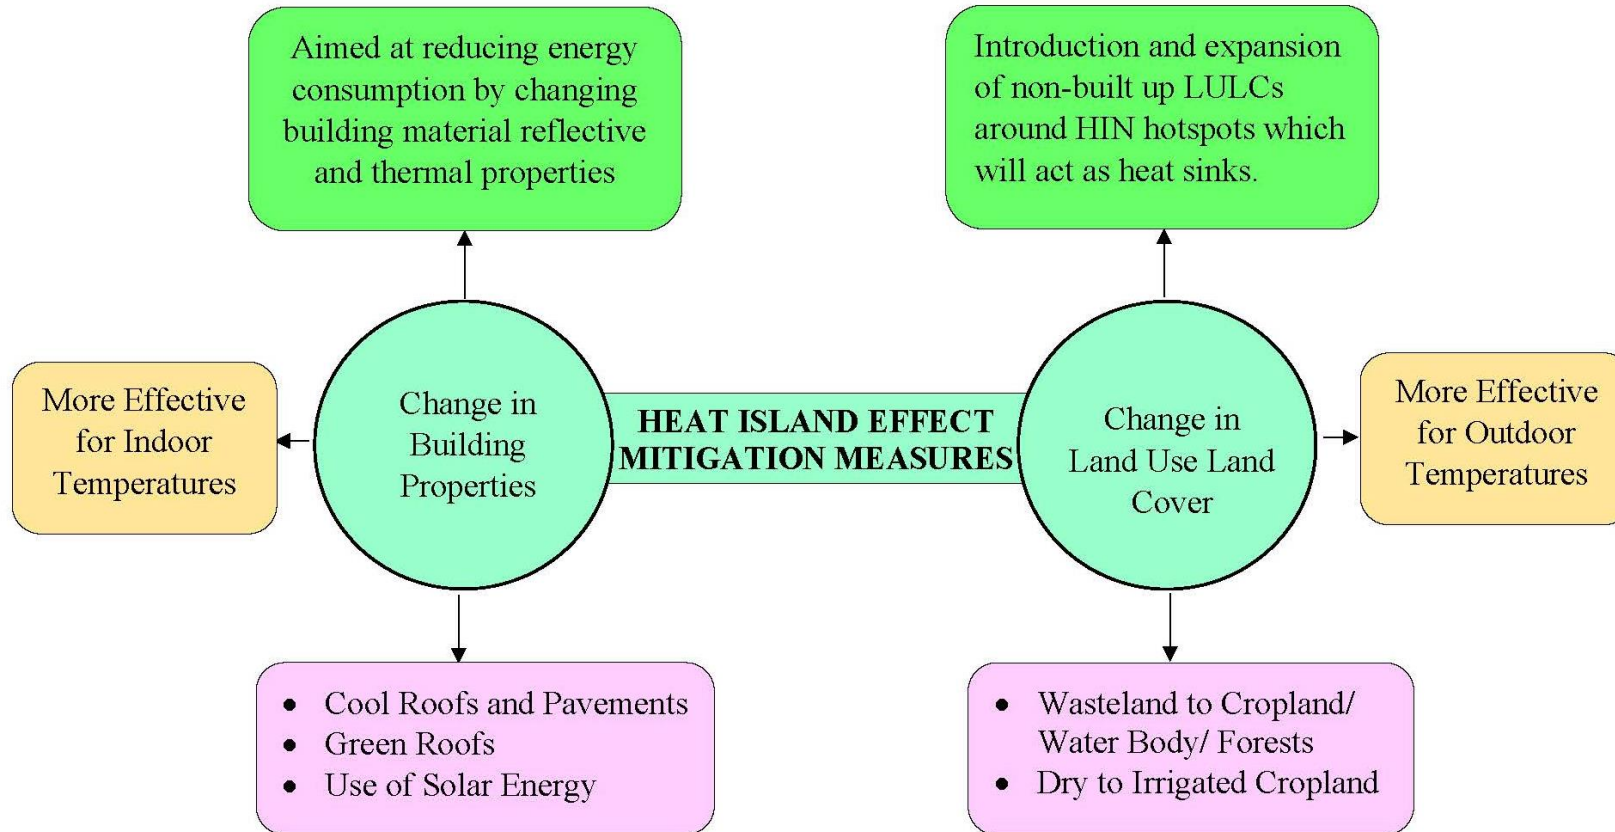 Aimed at reducing energy
consumption by changing
building material reflective
and thermal properties
Introduction and expansion
of non-built up LULCs
around HIN hotspots which
will act as heat sinks.
More Effective
for Indoor
Temperatures
Change in
Building
Properties
HEAT ISLAND EFFECT
MITIGATION MEASURES
Change in
Land Use Land
Cover
More Effective
for Outdoor
Temperatures
• Cool Roofs and Pavements
• Green Roofs
• Use of Solar Energy
• Wasteland to Cropland/
Water Body/ Forests
• Dry to Irrigated Cropland